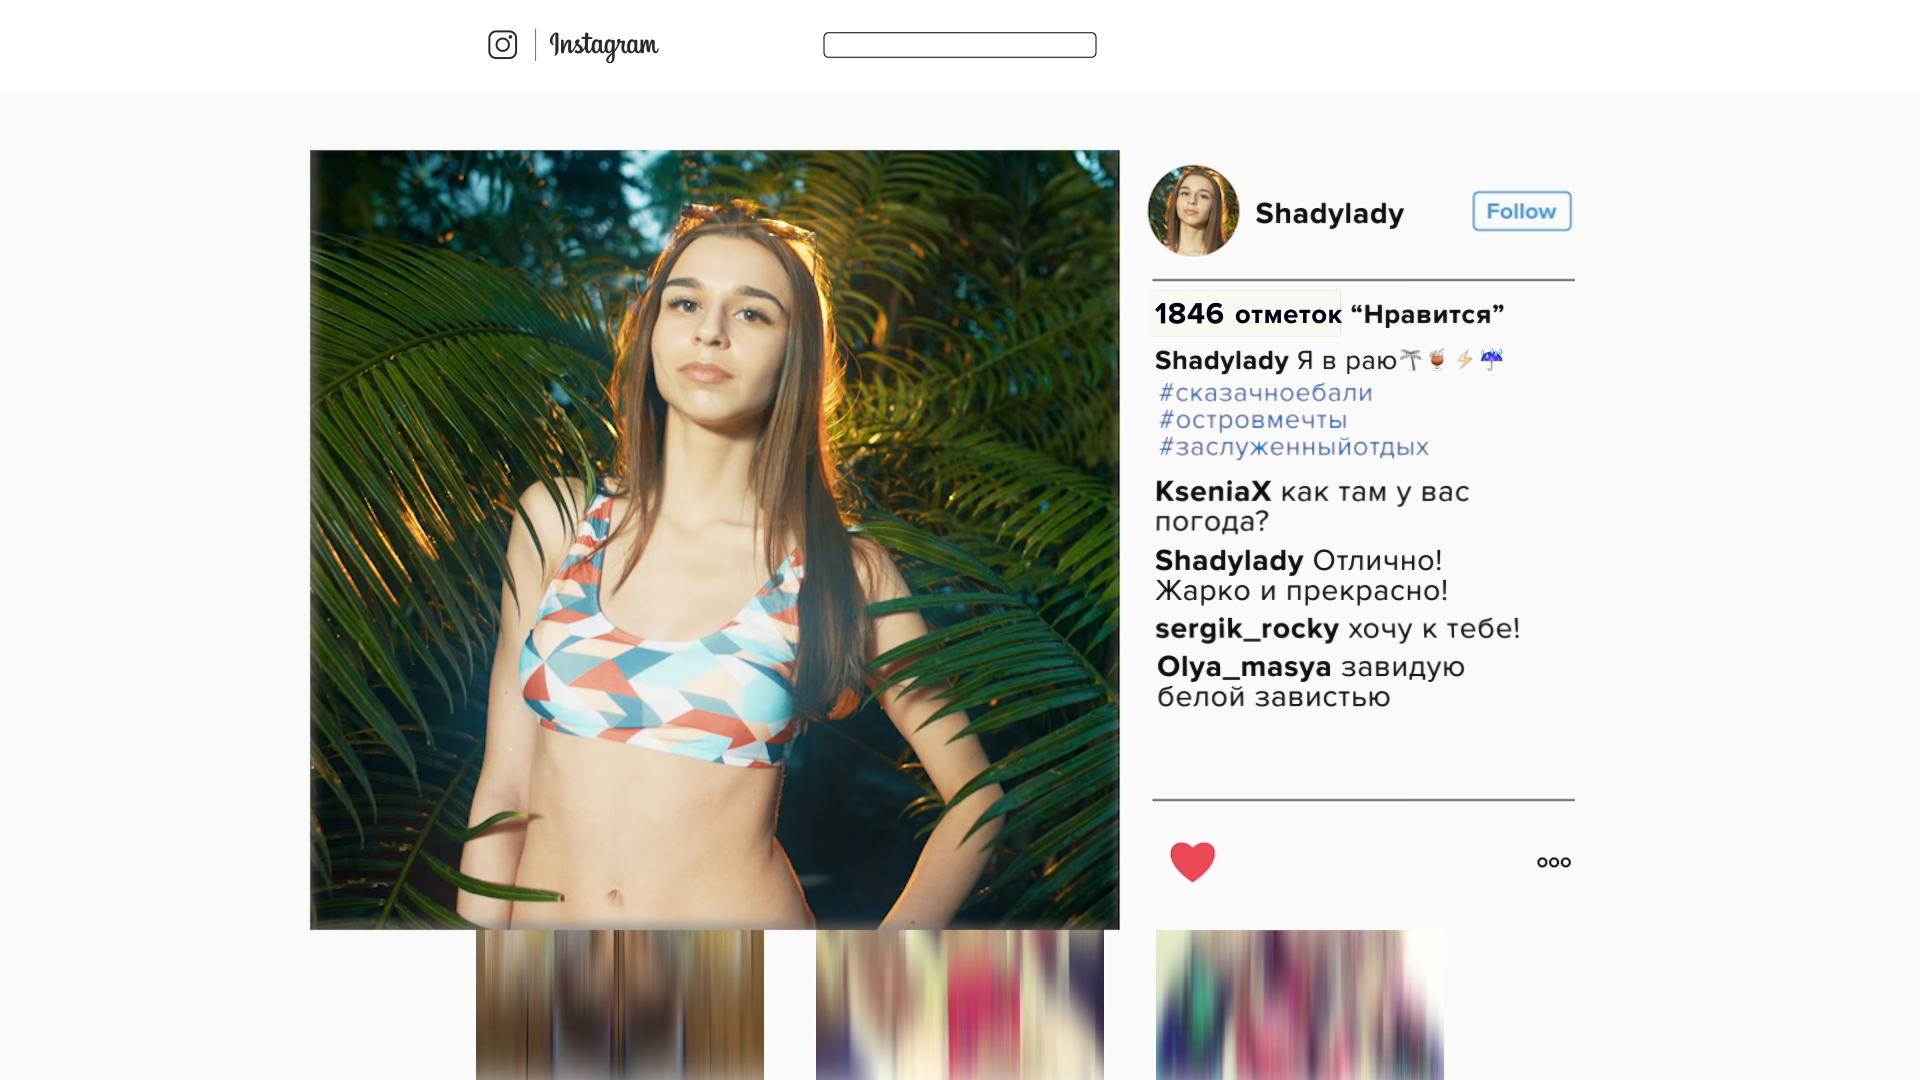 Instagram
Shadylady
Follow
1846 отметок “Нравится”
Shadylady Я в раю🌴🍹⚡☔
#сказачноебали
#островмечты
#заслуженныйотдых
KseniaX как там у вас
погода?
Shadylady Отлично!
Жарко и прекрасно!
sergik_rocky хочу к тебе!
Olya_masya завидую
белой завистью